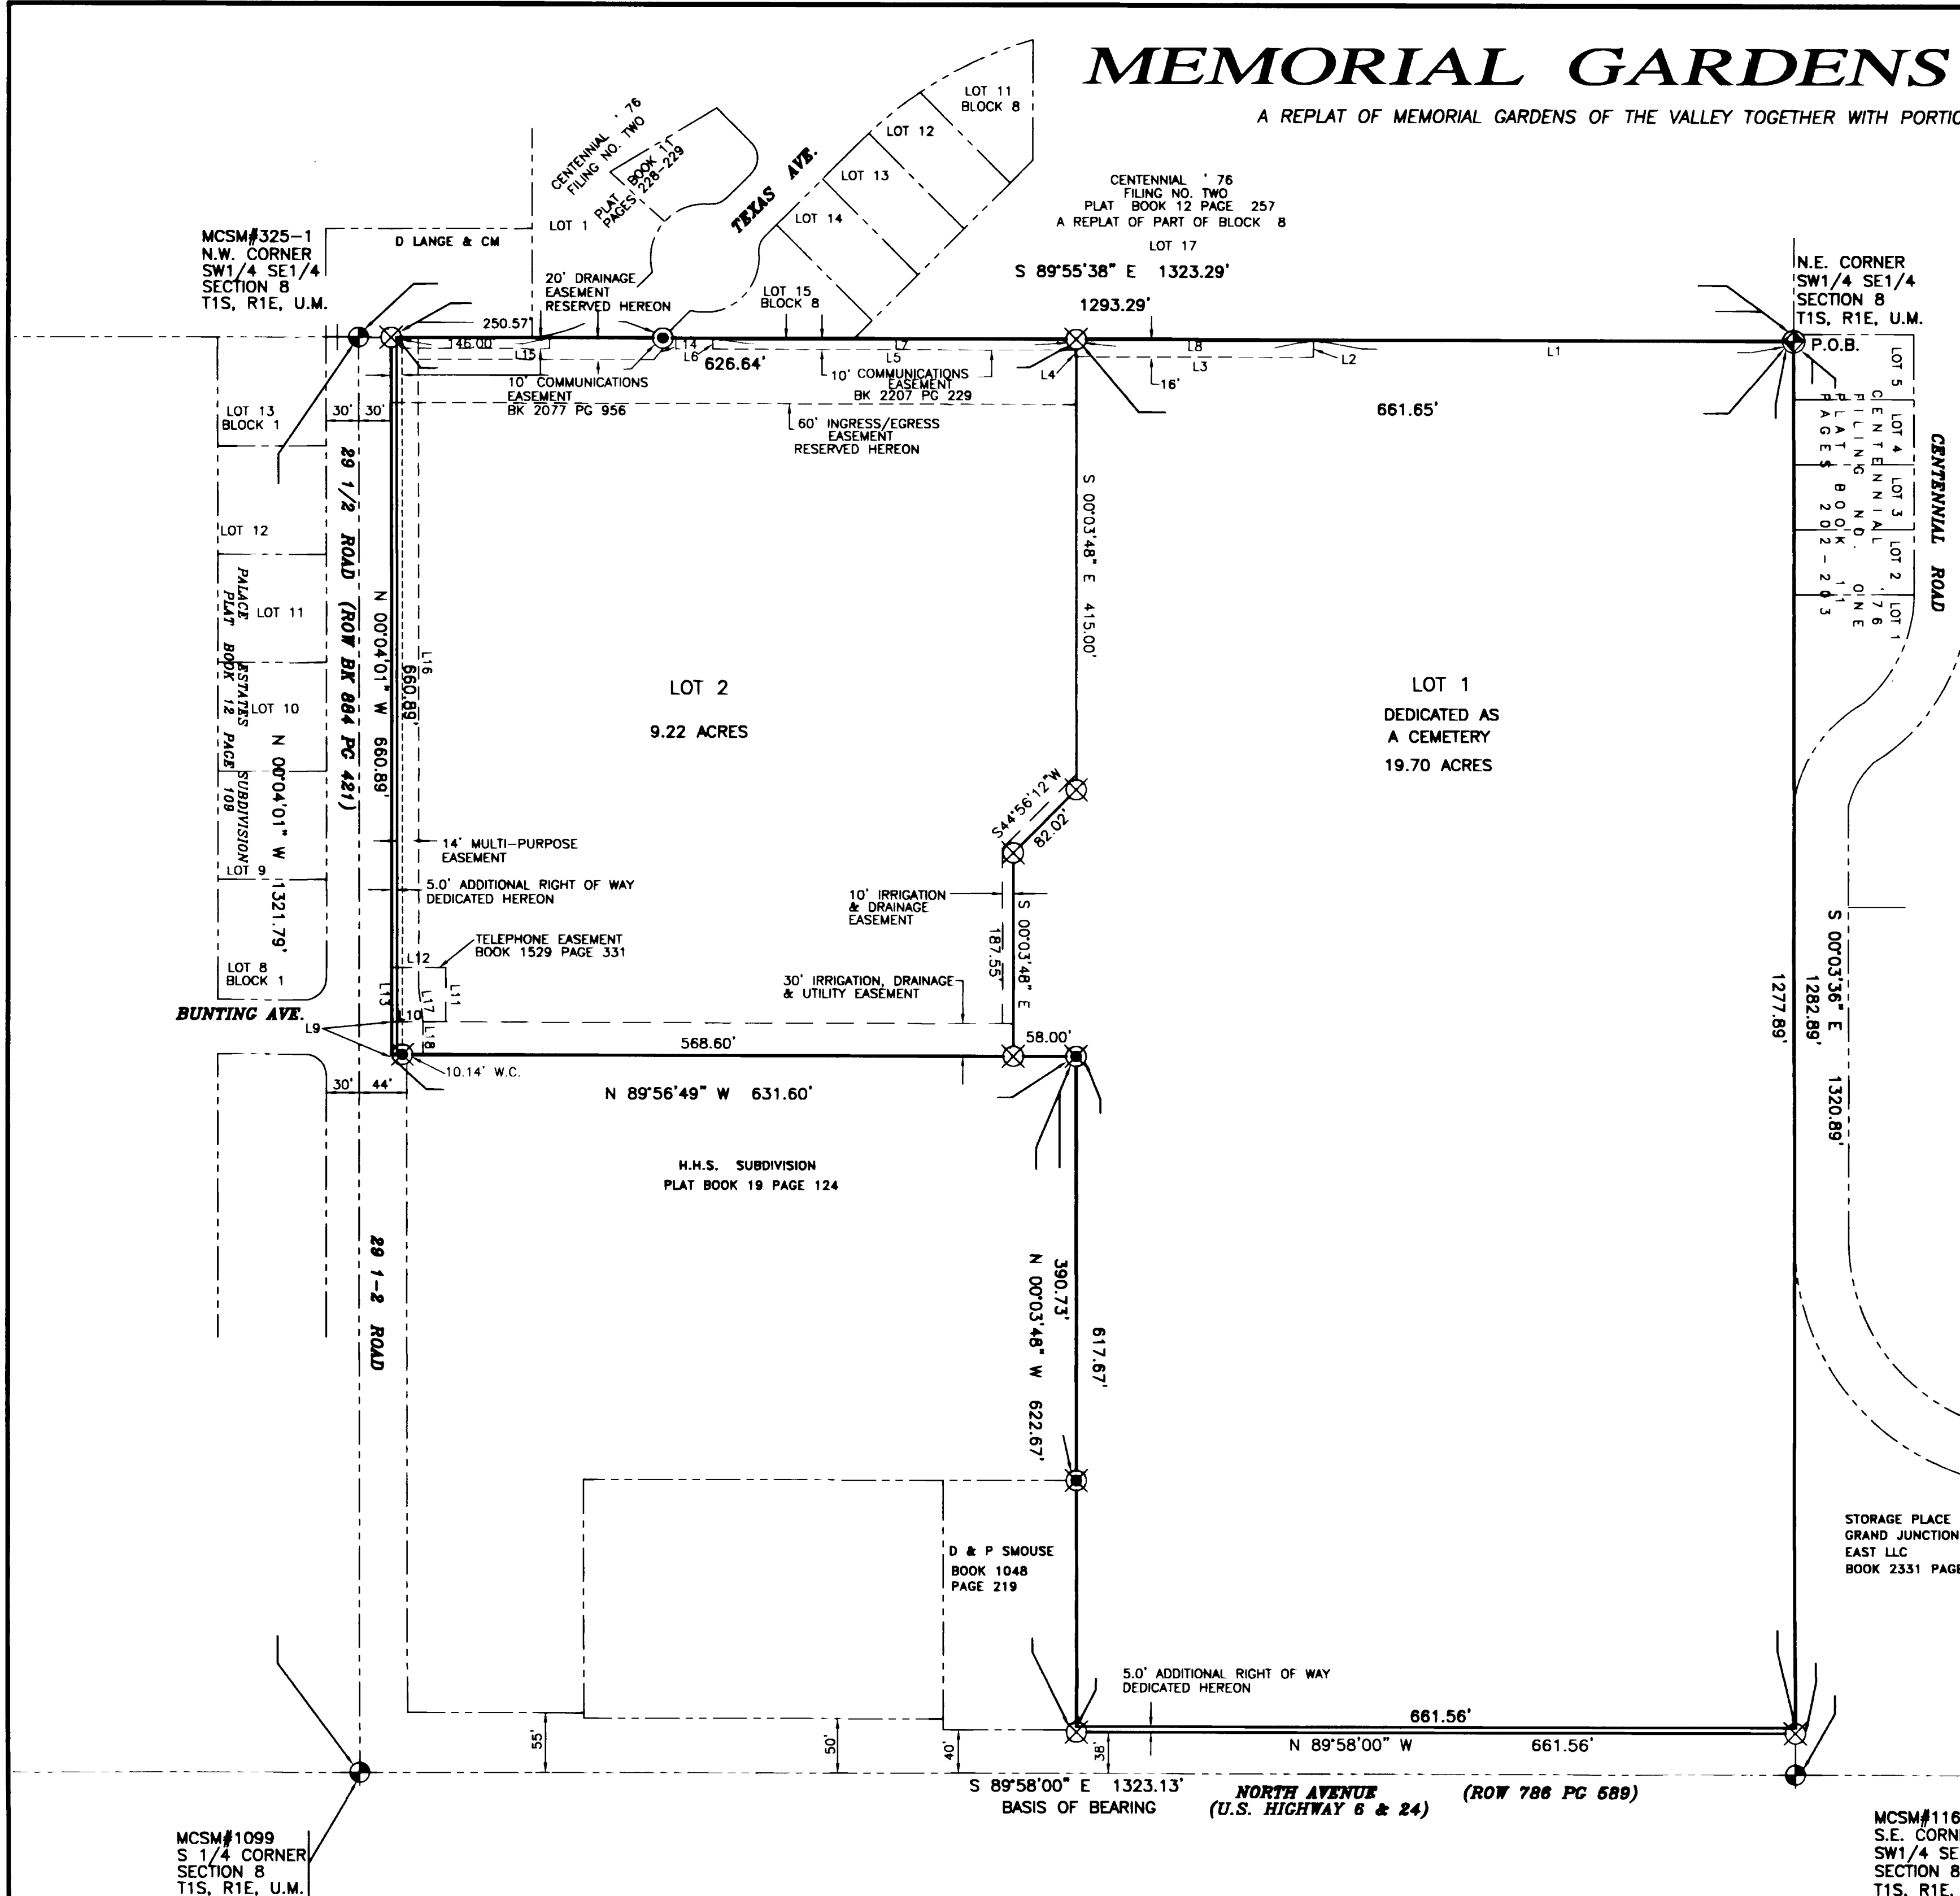 MEMORIAL GARDENS
A REPLAT OF MEMORIAL GARDENS OF THE VALLEY TOGETHER WITH PORTIO
CENTENNIAL ' 76
FILING NO. TWO
PLAT BOOK 11
PAGES 228-229
LOT 1
TEXAS AVE.
LOT 11
BLOCK 8
LOT 12
LOT 13
LOT 14
LOT 15
BLOCK 8
CENTENNIAL ' 76
FILING NO. TWO
PLAT BOOK 12 PAGE 257
A REPLAT OF PART OF BLOCK 8
LOT 17
S 89°55'38" E 1323.29'
1293.29'
MCSM#325-1
N.W. CORNER
SW1/4 SE1/4
SECTION 8
T1S, R1E, U.M.
D LANGE & CM
20' DRAINAGE
EASEMENT
RESERVED HEREON
N.E. CORNER
SW1/4 SE1/4
SECTION 8
T1S, R1E, U.M.
P.O.B.
250.57'
146.00'
L15
L14
L6
626.64'
L7
L5
L4
L8
L3
L2
L1
16'
10' COMMUNICATIONS
EASEMENT
BK 2077 PG 956
10' COMMUNICATIONS
EASEMENT
BK 2207 PG 229
60' INGRESS/EGRESS
EASEMENT
RESERVED HEREON
661.65'
30' 30'
LOT 13
BLOCK 1
LOT 12
LOT 11
LOT 10
LOT 9
LOT 8
BLOCK 1
PALACE ESTATES SUBDIVISION
PLAT BOOK 12 PAGE 108
N 00°04'01" W 1321.79'
29 1/2 ROAD (ROW BK 884 PG 421)
N 00°04'01" W 660.89'
660.89'
L16
LOT 5
LOT 4
LOT 3
LOT 2
LOT 1
CENTENNIAL '76
FILING NO. ONE
PLAT BOOK 11
PAGES 202-203
CENTENNIAL ROAD
S 00°03'48" E 415.00'
LOT 2
9.22 ACRES
LOT 1
DEDICATED AS
A CEMETERY
19.70 ACRES
S44°56'12"W
82.02'
14' MULTI-PURPOSE
EASEMENT
5.0' ADDITIONAL RIGHT OF WAY
DEDICATED HEREON
TELEPHONE EASEMENT
BOOK 1529 PAGE 331
10' IRRIGATION
& DRAINAGE
EASEMENT
S 00°03'48" E
187.55'
30' IRRIGATION, DRAINAGE
& UTILITY EASEMENT
L12
L13
L17
L11
L10
L18
L9
BUNTING AVE.
1277.89'
1282.89'
S 00°03'36" E 1320.89'
568.60'
58.00'
10.14' W.C.
30' 44'
N 89°56'49" W 631.60'
H.H.S. SUBDIVISION
PLAT BOOK 19 PAGE 124
29 1-2 ROAD
390.73'
N 00°03'48" W 622.67'
617.67'
D & P SMOUSE
BOOK 1048
PAGE 219
STORAGE PLACE
GRAND JUNCTION
EAST LLC
BOOK 2331 PAGE
5.0' ADDITIONAL RIGHT OF WAY
DEDICATED HEREON
661.56'
N 89°58'00" W 661.56'
55'
50'
40'
38'
S 89°58'00" E 1323.13'
BASIS OF BEARING
NORTH AVENUE (ROW 786 PG 589)
(U.S. HIGHWAY 6 & 24)
MCSM#1099
S 1/4 CORNER
SECTION 8
T1S, R1E, U.M.
MCSM#116
S.E. CORN
SW1/4 SE
SECTION 8
T1S, R1E,